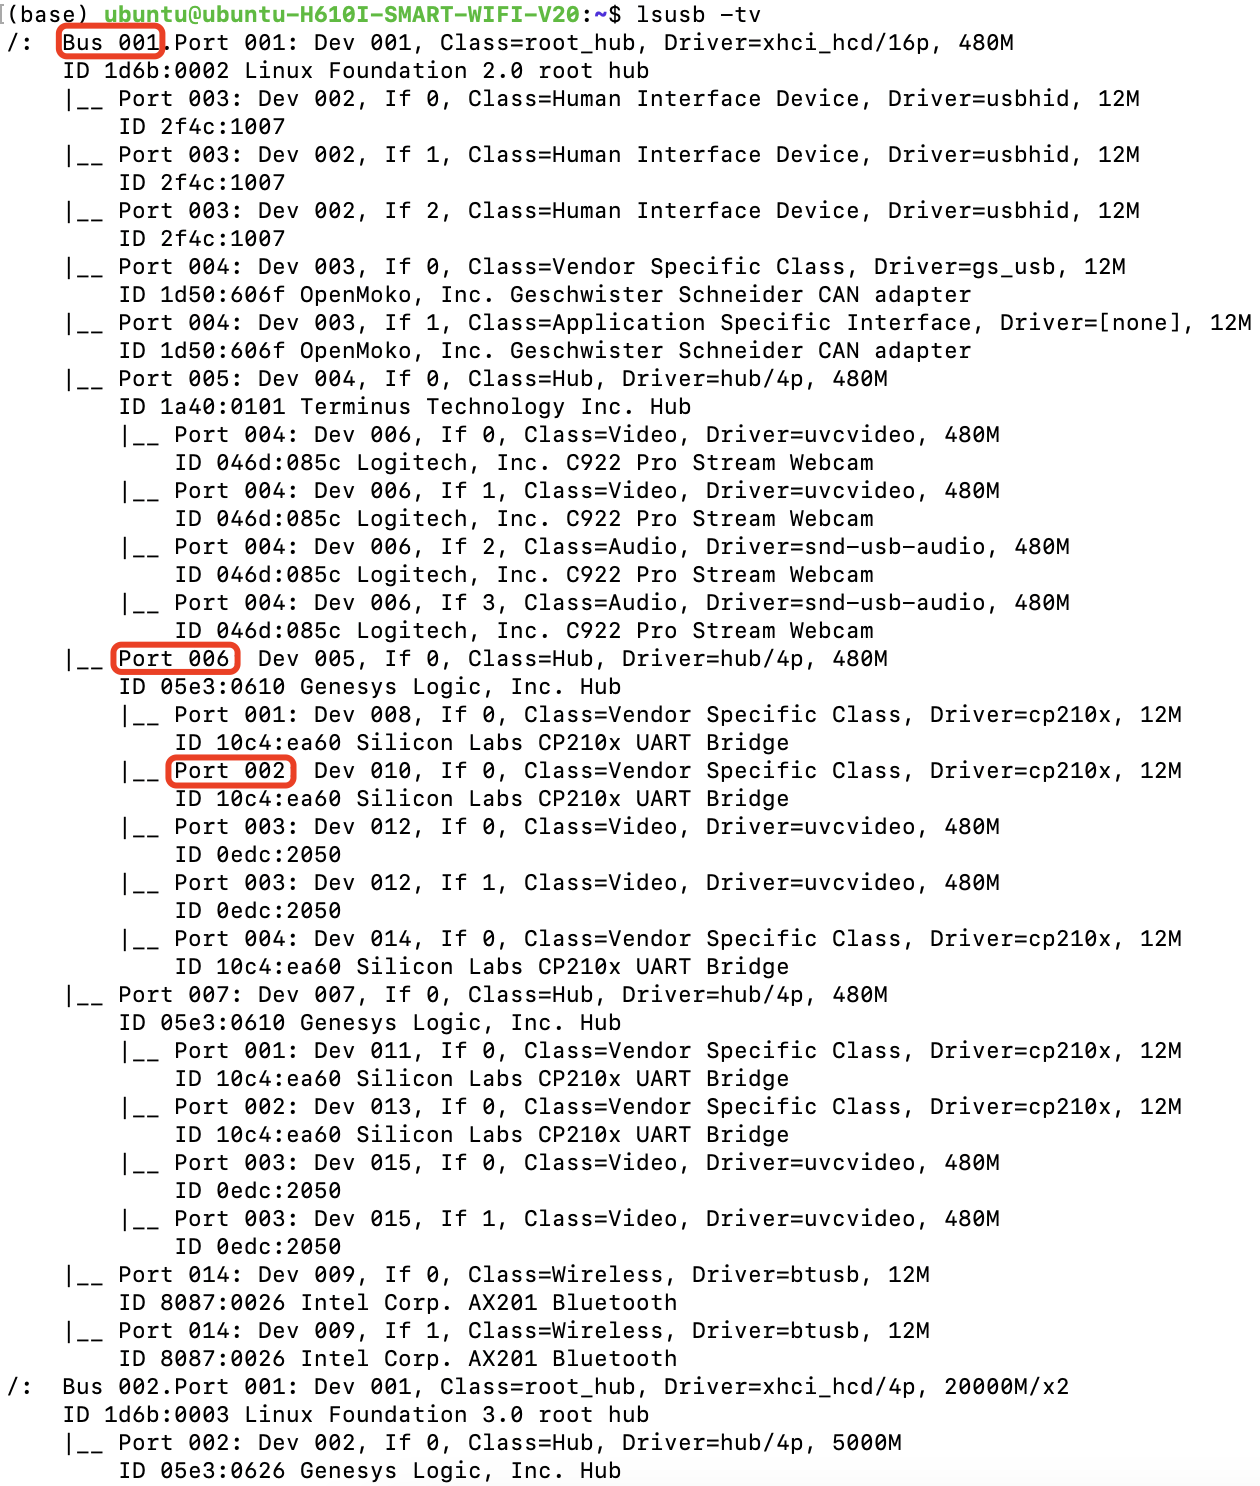 [(base) ubuntu@ubuntu-H610I-SMART-WIFI-V20:~$ lsusb -tv
/:  Bus 001.Port 001: Dev 001, Class=root_hub, Driver=xhci_hcd/16p, 480M
    ID 1d6b:0002 Linux Foundation 2.0 root hub
    |__ Port 003: Dev 002, If 0, Class=Human Interface Device, Driver=usbhid, 12M
        ID 2f4c:1007
    |__ Port 003: Dev 002, If 1, Class=Human Interface Device, Driver=usbhid, 12M
        ID 2f4c:1007
    |__ Port 003: Dev 002, If 2, Class=Human Interface Device, Driver=usbhid, 12M
        ID 2f4c:1007
    |__ Port 004: Dev 003, If 0, Class=Vendor Specific Class, Driver=gs_usb, 12M
        ID 1d50:606f OpenMoko, Inc. Geschwister Schneider CAN adapter
    |__ Port 004: Dev 003, If 1, Class=Application Specific Interface, Driver=[none], 12M
        ID 1d50:606f OpenMoko, Inc. Geschwister Schneider CAN adapter
    |__ Port 005: Dev 004, If 0, Class=Hub, Driver=hub/4p, 480M
        ID 1a40:0101 Terminus Technology Inc. Hub
        |__ Port 004: Dev 006, If 0, Class=Video, Driver=uvcvideo, 480M
            ID 046d:085c Logitech, Inc. C922 Pro Stream Webcam
        |__ Port 004: Dev 006, If 1, Class=Video, Driver=uvcvideo, 480M
            ID 046d:085c Logitech, Inc. C922 Pro Stream Webcam
        |__ Port 004: Dev 006, If 2, Class=Audio, Driver=snd-usb-audio, 480M
            ID 046d:085c Logitech, Inc. C922 Pro Stream Webcam
        |__ Port 004: Dev 006, If 3, Class=Audio, Driver=snd-usb-audio, 480M
            ID 046d:085c Logitech, Inc. C922 Pro Stream Webcam
    |__ Port 006  Dev 005, If 0, Class=Hub, Driver=hub/4p, 480M
        ID 05e3:0610 Genesys Logic, Inc. Hub
        |__ Port 001: Dev 008, If 0, Class=Vendor Specific Class, Driver=cp210x, 12M
            ID 10c4:ea60 Silicon Labs CP210x UART Bridge
        |__ Port 002  Dev 010, If 0, Class=Vendor Specific Class, Driver=cp210x, 12M
            ID 10c4:ea60 Silicon Labs CP210x UART Bridge
        |__ Port 003: Dev 012, If 0, Class=Video, Driver=uvcvideo, 480M
            ID 0edc:2050
        |__ Port 003: Dev 012, If 1, Class=Video, Driver=uvcvideo, 480M
            ID 0edc:2050
        |__ Port 004: Dev 014, If 0, Class=Vendor Specific Class, Driver=cp210x, 12M
            ID 10c4:ea60 Silicon Labs CP210x UART Bridge
    |__ Port 007: Dev 007, If 0, Class=Hub, Driver=hub/4p, 480M
        ID 05e3:0610 Genesys Logic, Inc. Hub
        |__ Port 001: Dev 011, If 0, Class=Vendor Specific Class, Driver=cp210x, 12M
            ID 10c4:ea60 Silicon Labs CP210x UART Bridge
        |__ Port 002: Dev 013, If 0, Class=Vendor Specific Class, Driver=cp210x, 12M
            ID 10c4:ea60 Silicon Labs CP210x UART Bridge
        |__ Port 003: Dev 015, If 0, Class=Video, Driver=uvcvideo, 480M
            ID 0edc:2050
        |__ Port 003: Dev 015, If 1, Class=Video, Driver=uvcvideo, 480M
            ID 0edc:2050
    |__ Port 014: Dev 009, If 0, Class=Wireless, Driver=btusb, 12M
        ID 8087:0026 Intel Corp. AX201 Bluetooth
    |__ Port 014: Dev 009, If 1, Class=Wireless, Driver=btusb, 12M
        ID 8087:0026 Intel Corp. AX201 Bluetooth
/:  Bus 002.Port 001: Dev 001, Class=root_hub, Driver=xhci_hcd/4p, 20000M/x2
    ID 1d6b:0003 Linux Foundation 3.0 root hub
    |__ Port 002: Dev 002, If 0, Class=Hub, Driver=hub/4p, 5000M
        ID 05e3:0626 Genesys Logic, Inc. Hub